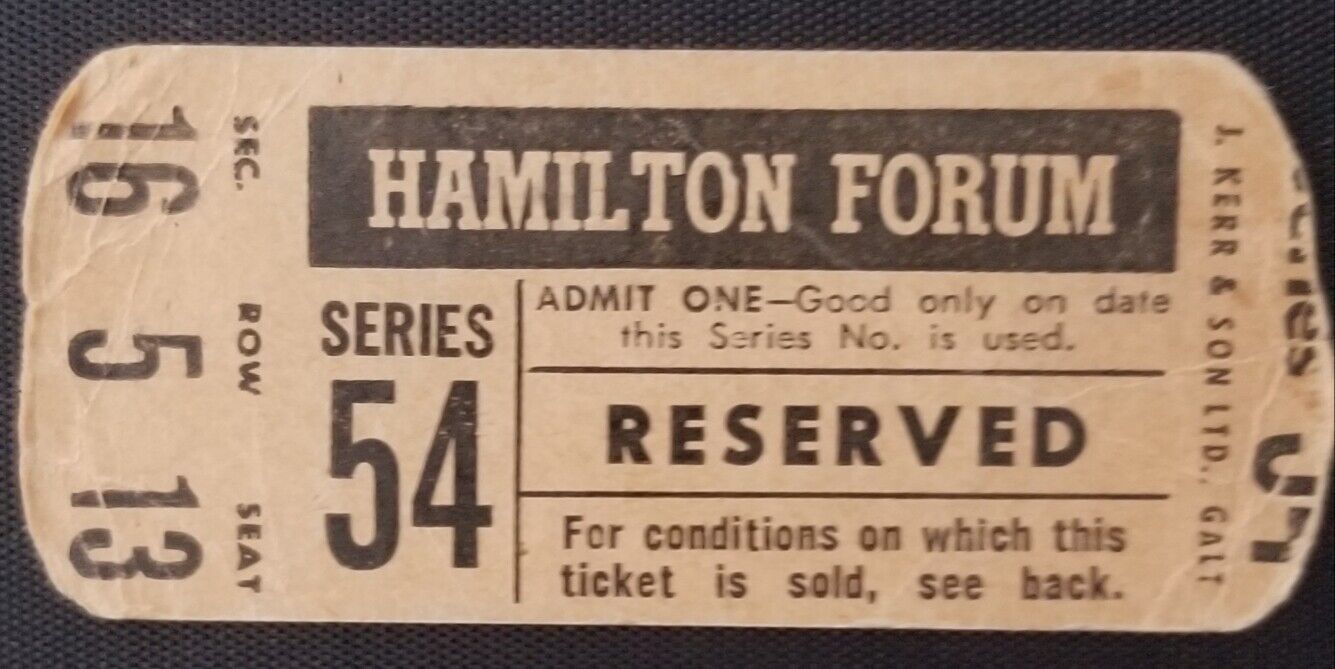 SEC. ROW SEAT
16 5 13
HAMILTON FORUM
SERIES
54
ADMIT ONE—Good only on date
this Series No. is used.
RESERVED
For conditions on which this
ticket is sold, see back.
J. KERR & SON LTD., GALT